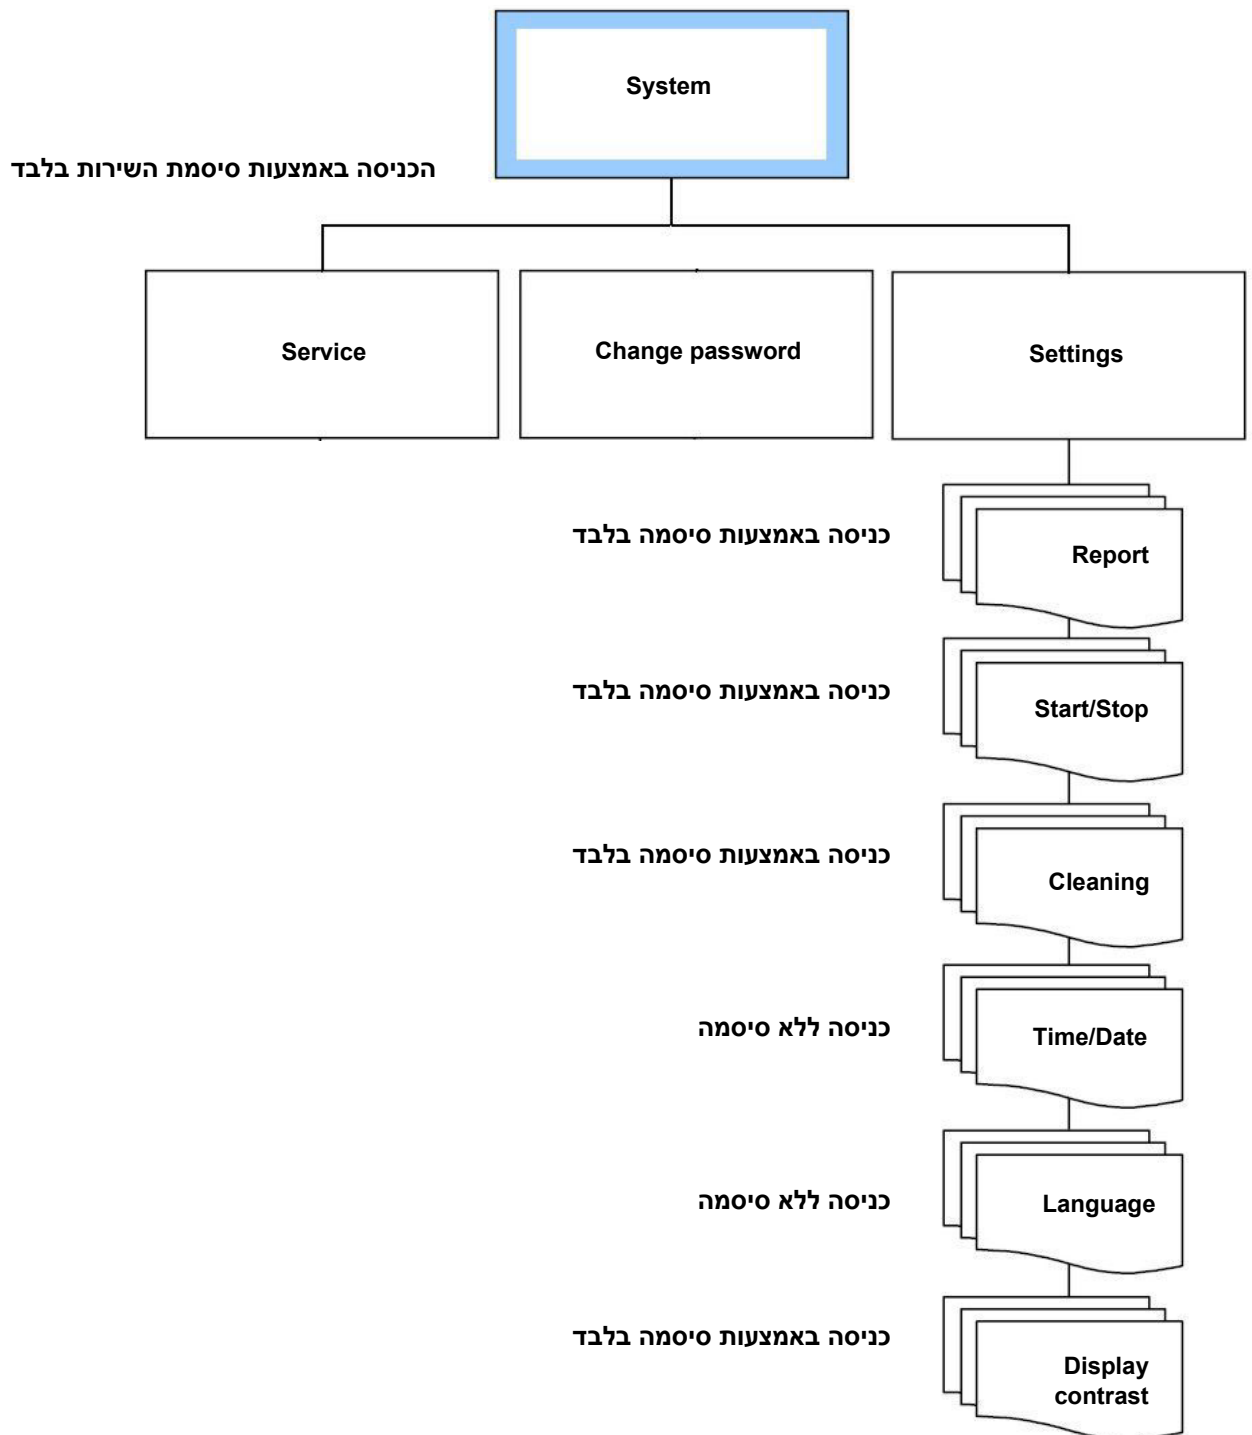 System
הכניסה באמצעות סיסמת השירות בלבד
Service
Change password
Settings
כניסה באמצעות סיסמה בלבד
Report
כניסה באמצעות סיסמה בלבד
Start/Stop
כניסה באמצעות סיסמה בלבד
Cleaning
כניסה ללא סיסמה
Time/Date
כניסה ללא סיסמה
Language
כניסה באמצעות סיסמה בלבד
Display
contrast